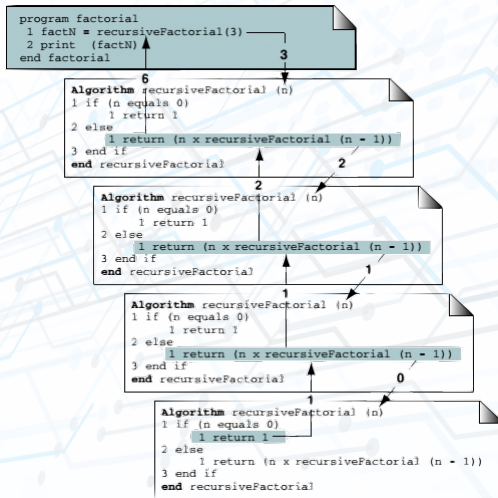 program factorial
1 factN = recursiveFactorial(3)
2 print (factN)
end factorial
3
6
Algorithm recursiveFactorial (n)
1 if (n equals 0)
1 return 1
2 else
1 return (n x recursiveFactorial (n - 1))
3 end if
end recursiveFactorial
2
2
Algorithm recursiveFactorial (n)
1 if (n equals 0)
1 return 1
2 else
1 return (n x recursiveFactorial (n - 1))
3 end if
end recursiveFactorial
1
1
Algorithm recursiveFactorial (n)
1 if (n equals 0)
1 return 1
2 else
1 return (n x recursiveFactorial (n - 1))
3 end if
end recursiveFactorial
0
1
Algorithm recursiveFactorial (n)
1 if (n equals 0)
1 return 1
2 else
1 return (n x recursiveFactorial (n - 1))
3 end if
end recursiveFactorial